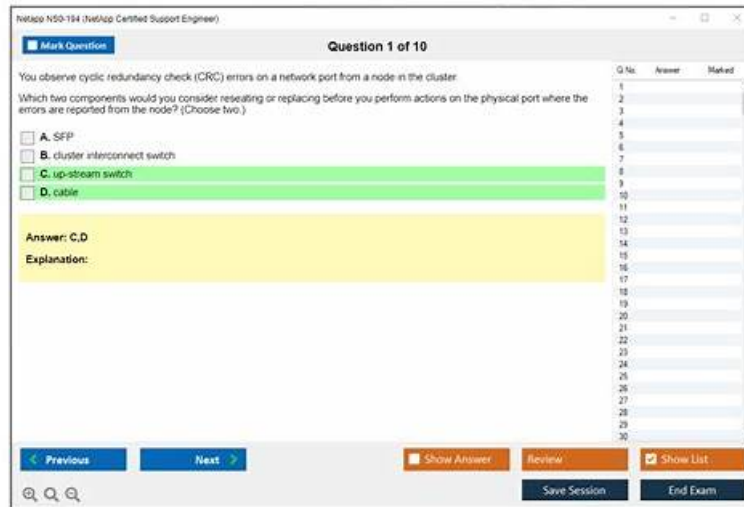 Netapp NS0-194 (NetApp Certified Support Engineer)
Mark Question
Question 1 of 10
You observe cyclic redundancy check (CRC) errors on a network port from a node in the cluster.
Which two components would you consider reseating or replacing before you perform actions on the physical port where the
errors are reported from the node? (Choose two.)
A. SFP
B. cluster interconnect switch
C. up-stream switch
D. cable
Answer: C,D
Explanation:
Q No. Answer Marked
1
2
3
4
5
6
7
8
9
10
11
12
13
14
15
16
17
18
19
20
21
22
23
24
25
26
27
28
29
30
Previous
Next
Show Answer
Review
Show List
Save Session
End Exam